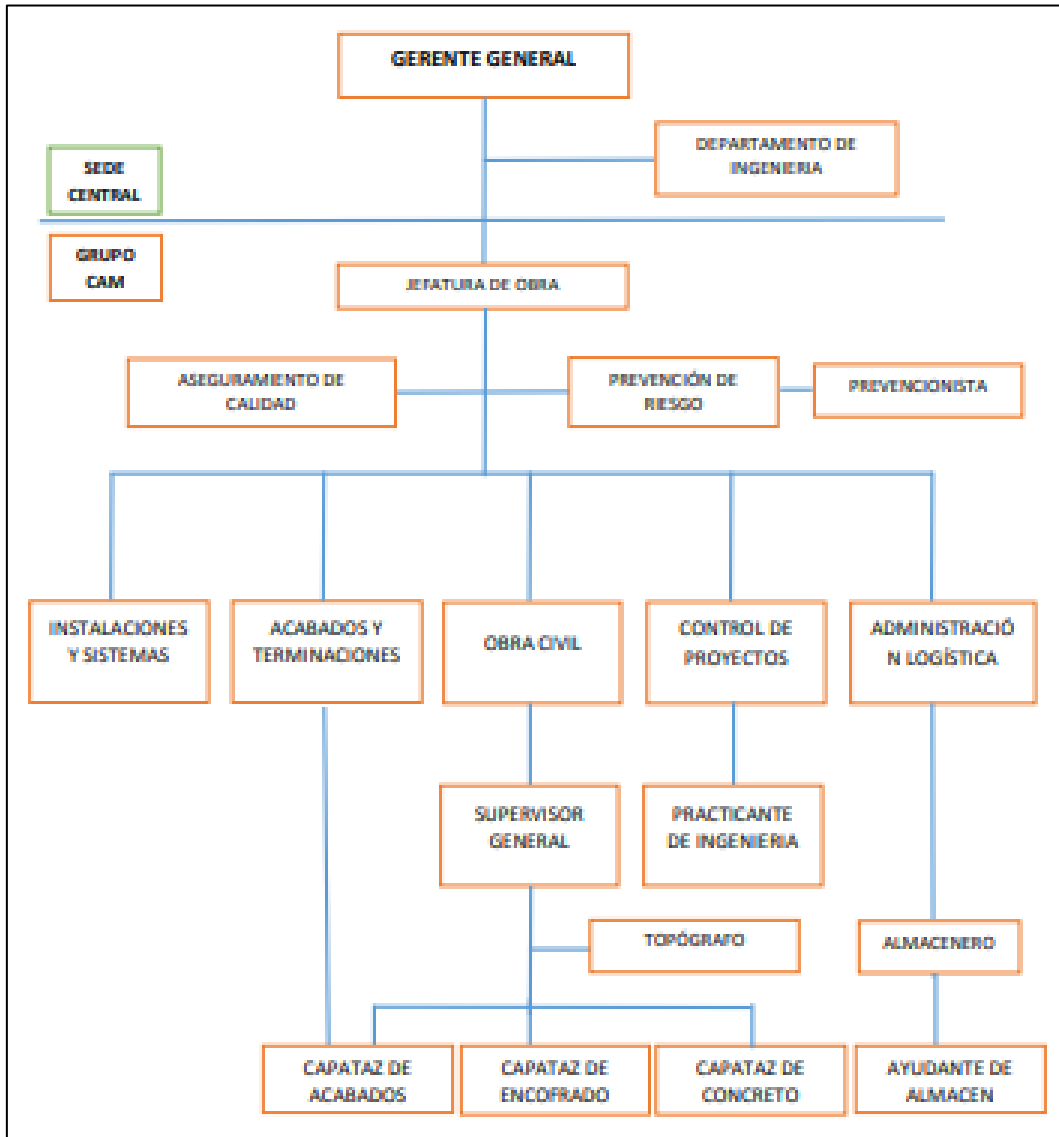 GERENTE GENERAL
DEPARTAMENTO DE
INGENIERIA
SEDE
CENTRAL
GRUPO
CAM
JEFATURA DE OBRA
ASEGURAMIENTO DE
CALIDAD
PREVENCIÓN DE
RIESGO
PREVENCIONISTA
INSTALACIONES
Y SISTEMAS
ACABADOS Y
TERMINACIONES
OBRA CIVIL
CONTROL DE
PROYECTOS
ADMINISTRACIÓ
N LOGÍSTICA
SUPERVISOR
GENERAL
PRACTICANTE
DE INGENIERIA
TOPÓGRAFO
ALMACENERO
CAPATAZ DE
ACABADOS
CAPATAZ DE
ENCOFRADO
CAPATAZ DE
CONCRETO
AYUDANTE DE
ALMACEN